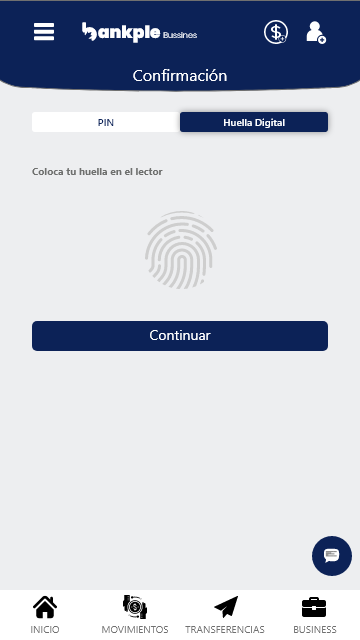 bankple Bussines
Confirmación
PIN
Huella Digital
Coloca tu huella en el lector
Continuar
INICIO
MOVIMIENTOS
TRANSFERENCIAS
BUSINESS